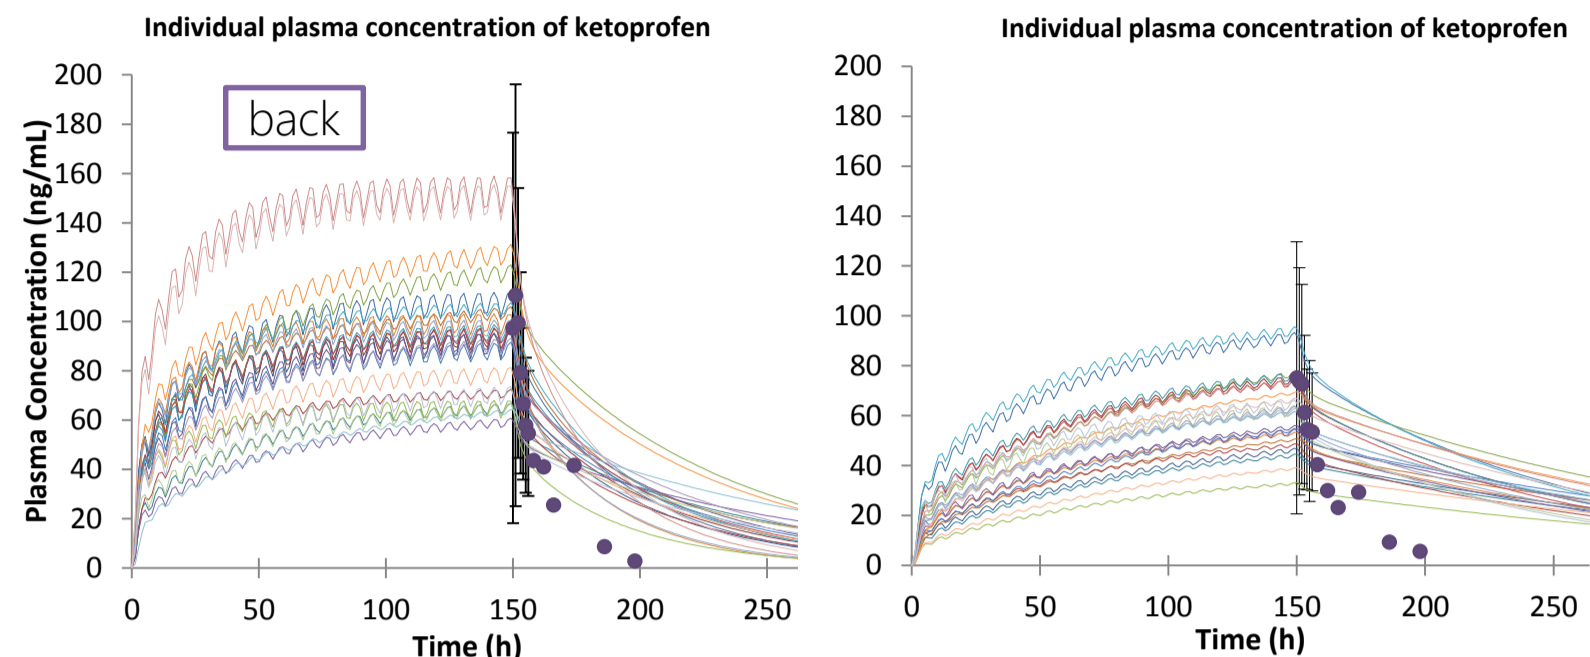 Individual plasma concentration of ketoprofen
back
Plasma Concentration (ng/mL)
200
180
160
140
120
100
80
60
40
20
0
0 50 100 150 200 250
Time (h)
Individual plasma concentration of ketoprofen
200
180
160
140
120
100
80
60
40
20
0
0 50 100 150 200 250
Time (h)